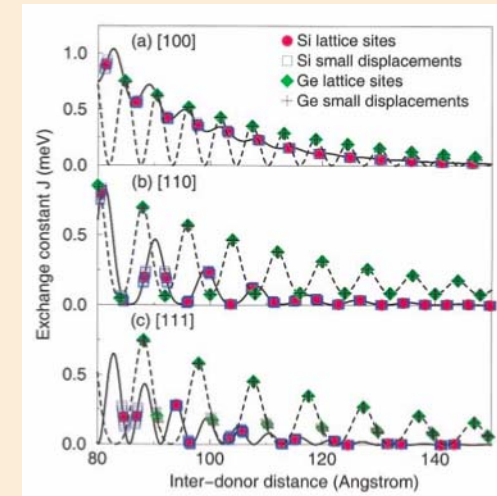 (a) [100]
Si lattice sites
Si small displacements
Ge lattice sites
Ge small displacements
1.0
0.5
0.0
(b) [110]
0.5
0.0
(c) [111]
0.5
0.0
Exchange constant J (meV)
80 100 120 140
Inter-donor distance (Angstrom)